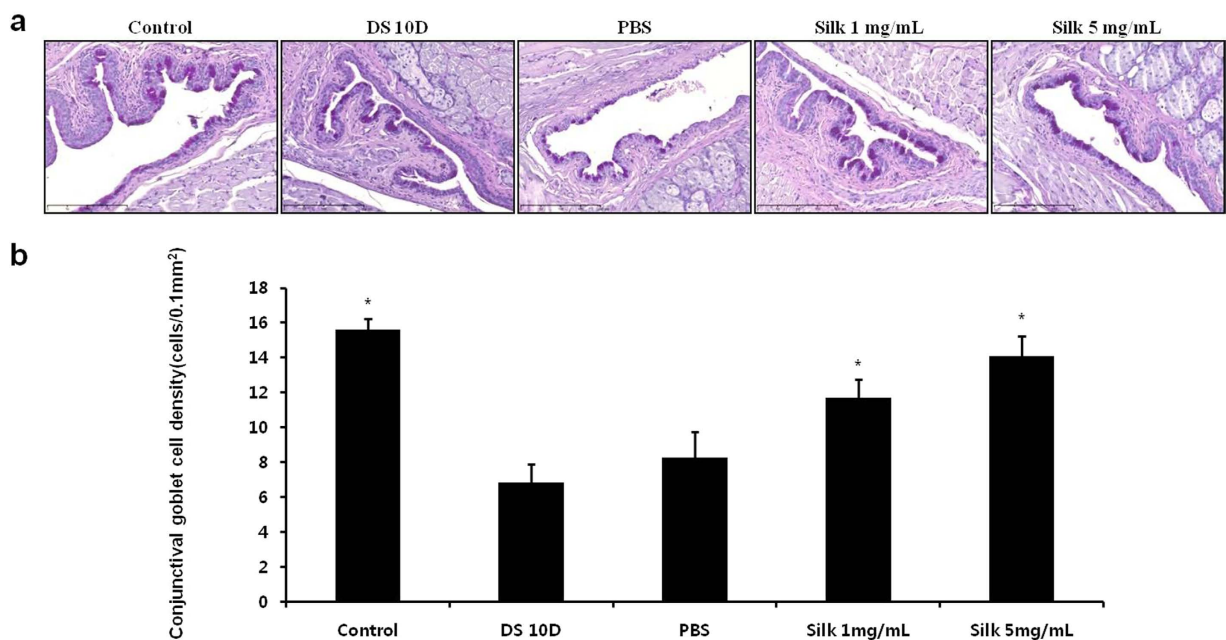 a
Control
DS 10D
PBS
Silk 1 mg/mL
Silk 5 mg/mL
b
Conjunctival goblet cell density(cells/0.1mm²)
18
16
14
12
10
8
6
4
2
0
*
*
*
Control
DS 10D
PBS
Silk 1mg/mL
Silk 5mg/mL